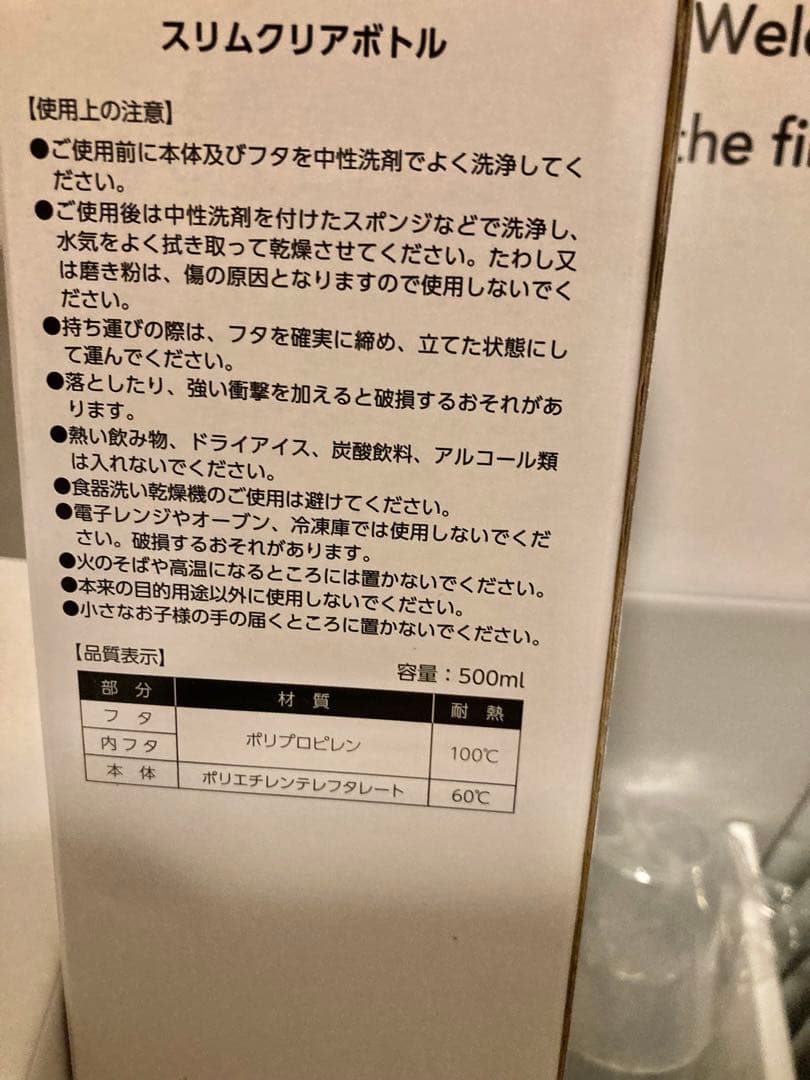 スリムクリアボトル
【使用上の注意】
●ご使用前に本体及びフタを中性洗剤でよく洗浄してく
ださい。
●ご使用後は中性洗剤を付けたスポンジなどで洗浄し、
水気をよく拭き取って乾燥させてください。たわし又
は磨き粉は、傷の原因となりますので使用しないでく
ださい。
●持ち運びの際は、フタを確実に締め、立てた状態にし
て運んでください。
●落としたり、強い衝撃を加えると破損するおそれがあ
ります。
●熱い飲み物、ドライアイス、炭酸飲料、アルコール類
は入れないでください。
●食器洗い乾燥機のご使用は避けてください。
●電子レンジやオーブン、冷凍庫では使用しないでくだ
さい。破損するおそれがあります。
●火のそばや高温になるところには置かないでください。
●本来の目的用途以外に使用しないでください。
●小さなお子様の手の届くところに置かないでください。
【品質表示】 容量：500ml
部分 材質 耐熱
フタ ポリプロピレン 100℃
内フタ
本体 ポリエチレンテレフタレート 60℃
Wel
the fi